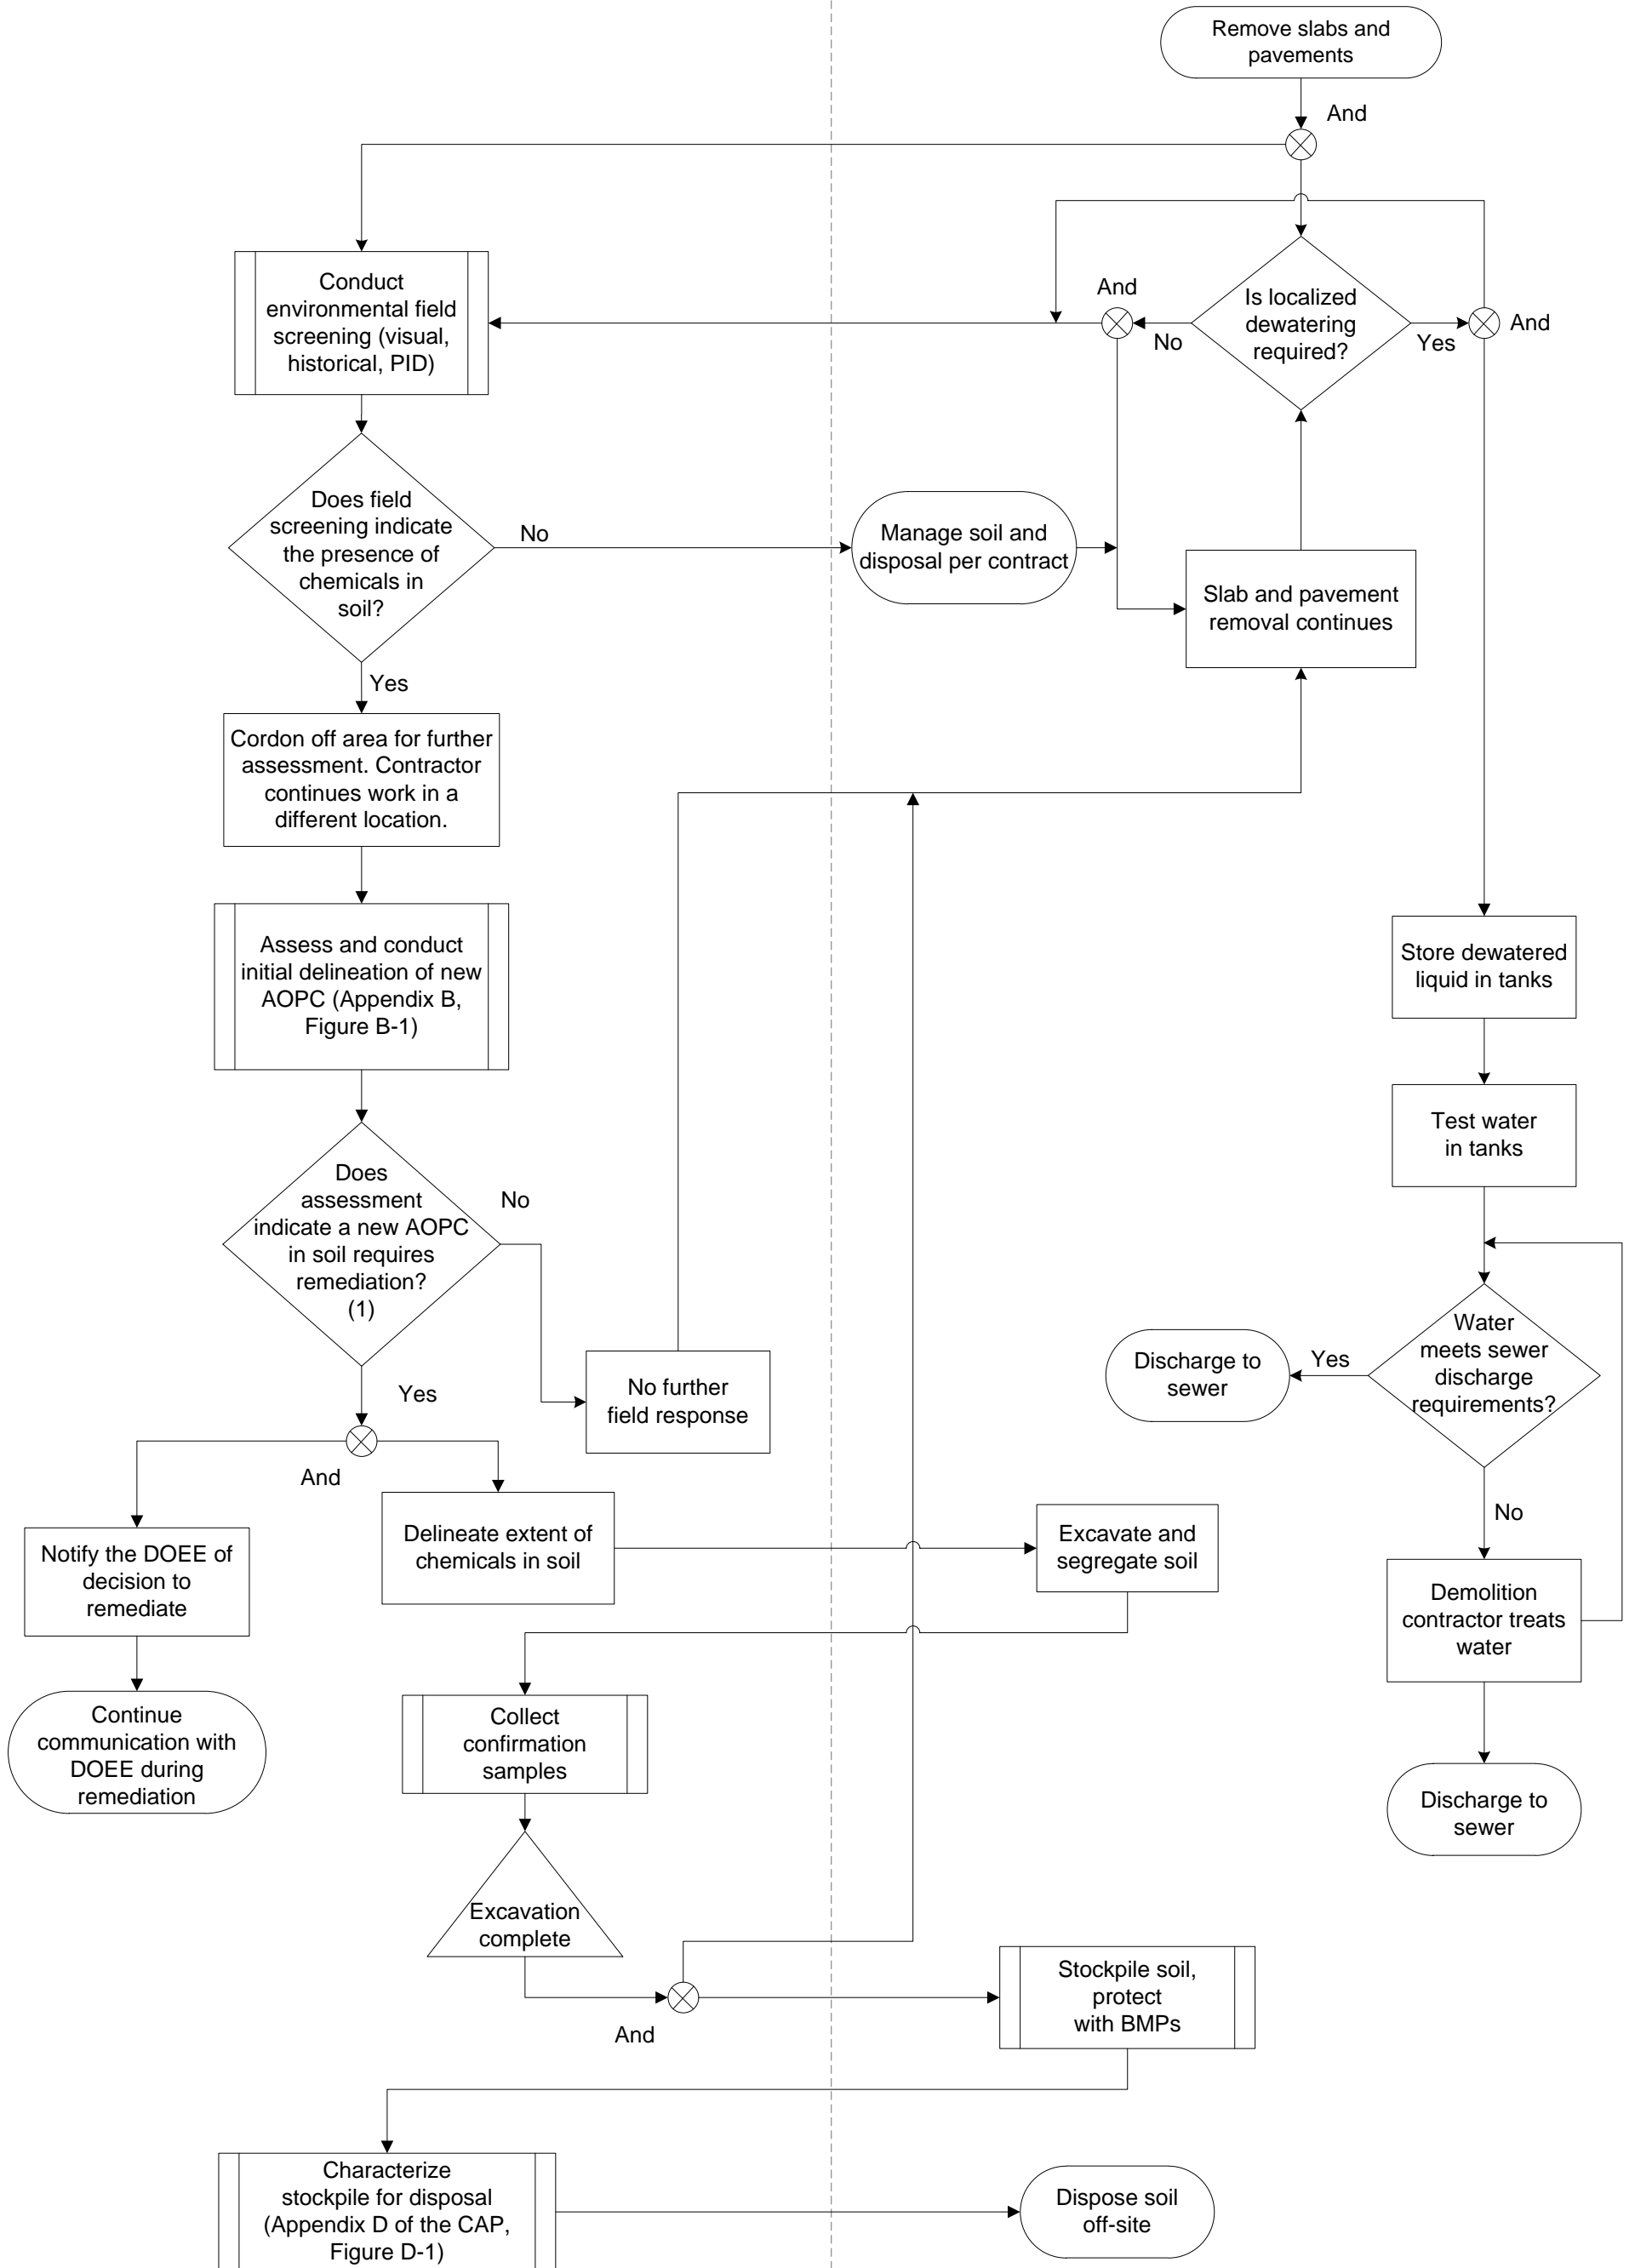 Remove slabs and
pavements
And
Conduct
environmental field
screening (visual,
historical, PID)
And
No
Is localized
dewatering
required?
Yes
And
Does field
screening indicate
the presence of
chemicals in
soil?
No
Manage soil and
disposal per contract
Slab and pavement
removal continues
Yes
Cordon off area for further
assessment. Contractor
continues work in a
different location.
Assess and conduct
initial delineation of new
AOPC (Appendix B,
Figure B-1)
Store dewatered
liquid in tanks
Test water
in tanks
Does
assessment
indicate a new AOPC
in soil requires
remediation?
(1)
No
Yes
No further
field response
Discharge to
sewer
Yes
Water
meets sewer
discharge
requirements?
No
And
Notify the DOEE of
decision to
remediate
Delineate extent of
chemicals in soil
Excavate and
segregate soil
Demolition
contractor treats
water
Continue
communication with
DOEE during
remediation
Collect
confirmation
samples
Discharge to
sewer
Excavation
complete
And
Stockpile soil,
protect
with BMPs
Characterize
stockpile for disposal
(Appendix D of the CAP,
Figure D-1)
Dispose soil
off-site